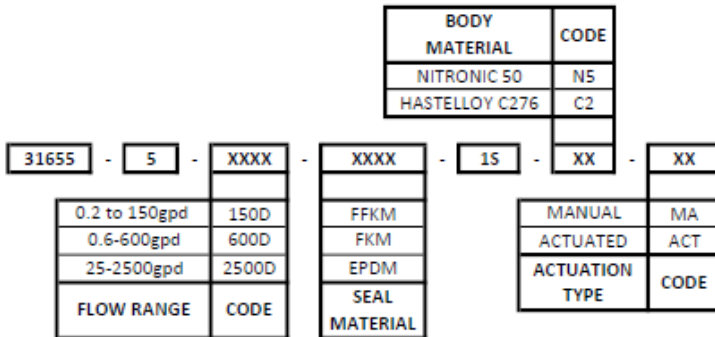 BODY MATERIAL CODE
NITRONIC 50 N5
HASTELLOY C276 C2
31655 - 5 - XXXX - XXXX - 1S - XX - XX
0.2 to 150gpd 150D FFKM MANUAL MA
0.6-600gpd 600D FKM ACTUATED ACT
25-2500gpd 2500D EPDM ACTUATION TYPE CODE
FLOW RANGE CODE SEAL MATERIAL